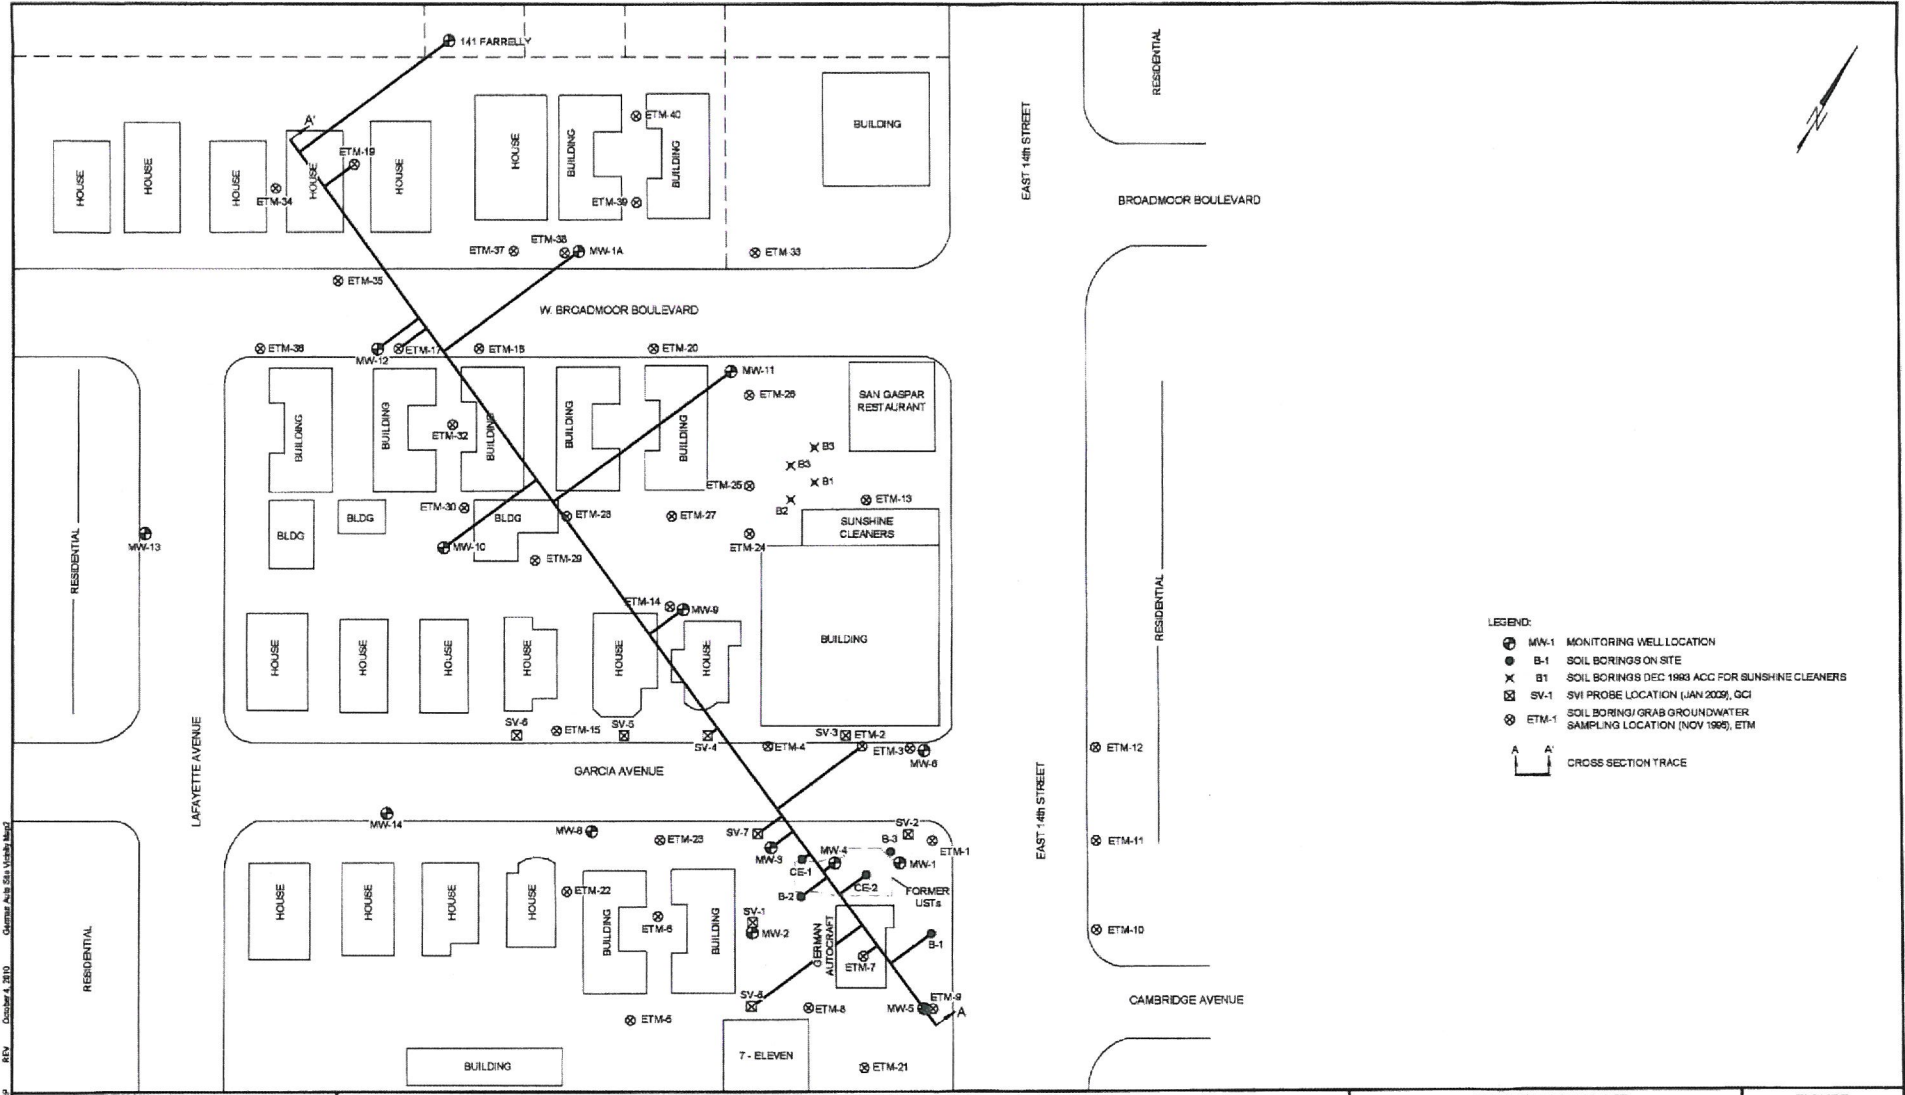 141 FARRELLY
RESIDENTIAL
A'
ETM-40
BUILDING
HOUSE
BUILDING
BUILDING
EAST 14th STREET
ETM-19
HOUSE
HOUSE
HOUSE
HOUSE
HOUSE
ETM-34
ETM-39
BROADMOOR BOULEVARD
ETM-37
ETM-38
MW-1A
ETM-33
ETM-35
W. BROADMOOR BOULEVARD
ETM-36
MW-12
ETM-17
ETM-20
MW-11
ETM-26
SAN GASPAR
RESTAURANT
BUILDING
BUILDING
ETM-32
BUILDING
BUILDING
BUILDING
B3
B3
B1
B2
ETM-25
ETM-13
ETM-30
BLDG
BLDG
BLDG
ETM-28
ETM-27
SUNSHINE
CLEANERS
ETM-24
MW-13
MW-10
ETM-29
RESIDENTIAL
RESIDENTIAL
ETM-14
MW-9
BUILDING
HOUSE
HOUSE
HOUSE
HOUSE
HOUSE
HOUSE
LEGEND:
MW-1 MONITORING WELL LOCATION
B-1 SOIL BORINGS ON SITE
B1 SOIL BORINGS DEC 1993 ACC FOR SUNSHINE CLEANERS
SV-1 SVI PROBE LOCATION (JAN 2009), GCI
ETM-1 SOIL BORING/ GRAB GROUNDWATER
SAMPLING LOCATION (NOV 1995), ETM
A A'
CROSS SECTION TRACE
SV-6
ETM-15
SV-5
SV-4
ETM-4
SV-3
ETM-2
ETM-3
MW-6
ETM-12
LAFAYETTE AVENUE
GARCIA AVENUE
EAST 14th STREET
MW-14
MW-8
ETM-23
SV-7
MW-3
SV-2
B-3
ETM-1
MW-4
MW-1
CE-1
CE-2
B-2
FORMER
USTs
ETM-11
HOUSE
HOUSE
HOUSE
HOUSE
ETM-22
BUILDING
ETM-6
BUILDING
SV-1
MW-2
GERMAN
AUTOCRAFT
ETM-7
B-1
ETM-10
RESIDENTIAL
ETM-8
MW-5
ETM-9
A
CAMBRIDGE AVENUE
BUILDING
7 - ELEVEN
ETM-21
REV October 4, 2010 German Auto Site Vicinity Map2